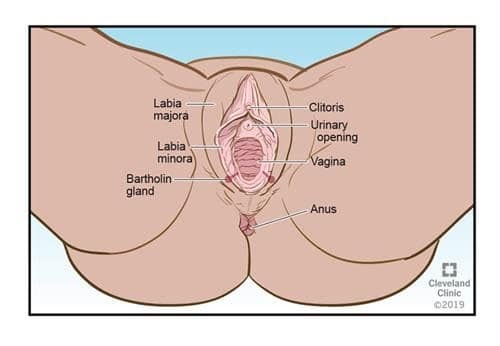 Labia
majora
Clitoris
Urinary
opening
Labia
minora
Vagina
Bartholin
gland
Anus
Cleveland
Clinic
©2019